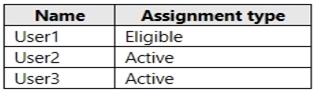 Name Assignment type
User1 Eligible
User2 Active
User3 Active